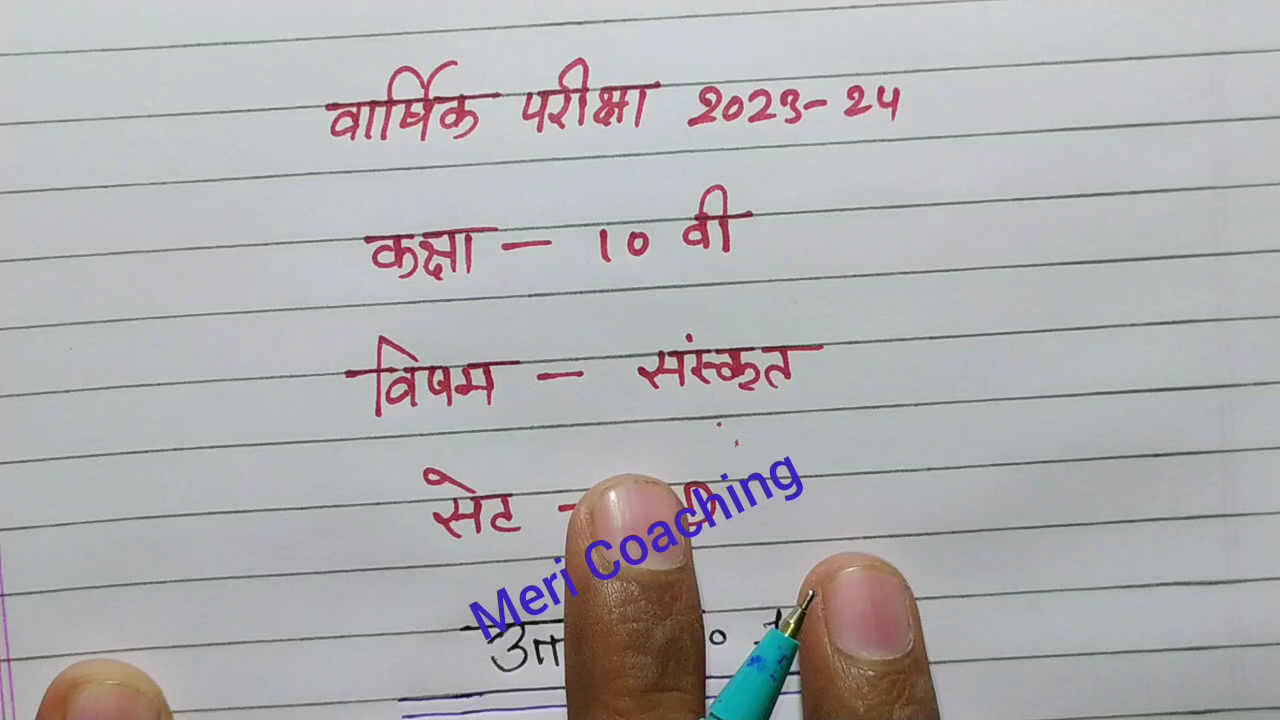 वार्षिक परीक्षा 2023-24
कक्षा - 10 वी
विषय - संस्कृत
सेट -
Meri Coaching